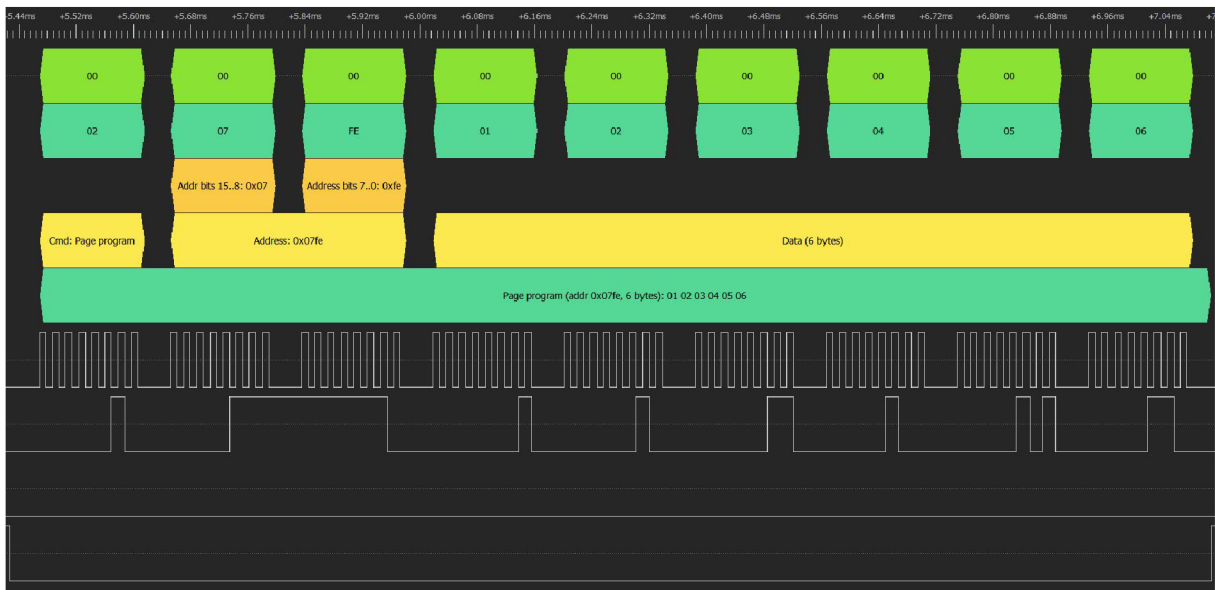 +5.44ms +5.52ms +5.60ms +5.68ms +5.76ms +5.84ms +5.92ms +6.00ms +6.08ms +6.16ms +6.24ms +6.32ms +6.40ms +6.48ms +6.56ms +6.64ms +6.72ms +6.80ms +6.88ms +6.96ms +7.04ms
00 00 00 00 00 00 00 00 00
02 07 FE 01 02 03 04 05 06
Addr bits 15..8: 0x07 Address bits 7..0: 0xfe
Cmd: Page program Address: 0x07fe Data (6 bytes)
Page program (addr 0x07fe, 6 bytes): 01 02 03 04 05 06